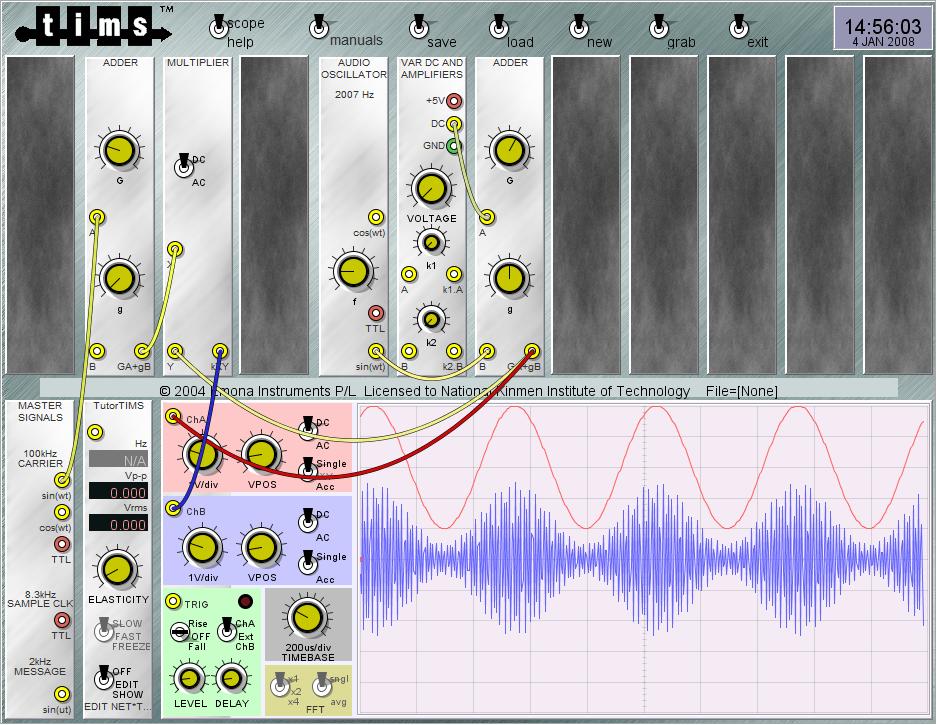 tims TM
scope
help
manuals
save
load
new
grab
exit
14:56:03
4 JAN 2008
ADDER
G
A
g
B GA+gB
MULTIPLIER
DC
AC
X
Y kXY
AUDIO
OSCILLATOR
2007 Hz
cos(wt)
f
TTL
sin(wt)
VAR DC AND
AMPLIFIERS
+5V
DC
GND
VOLTAGE
k1
A k1.A
k2
B k2.B
ADDER
G
A
g
B GA+gB
© 2004 Emona Instruments P/L Licensed to National Kinmen Institute of Technology File=[None]
MASTER
SIGNALS
100kHz
CARRIER
sin(wt)
cos(wt)
TTL
8.3kHz
SAMPLE CLK
TTL
2kHz
MESSAGE
sin(ut)
TutorTIMS
Hz
N/A
Vp-p
0.000
Vrms
0.000
ELASTICITY
SLOW
FAST
FREEZE
OFF
EDIT
SHOW
EDIT NET*T...
ChA
DC
AC
Single
Acc
1V/div VPOS
ChB
DC
AC
Single
Acc
1V/div VPOS
TRIG
Rise
OFF
Fall
ChA
Ext
ChB
LEVEL DELAY
200us/div
TIMEBASE
x1
x2
x4
sngl
avg
FFT